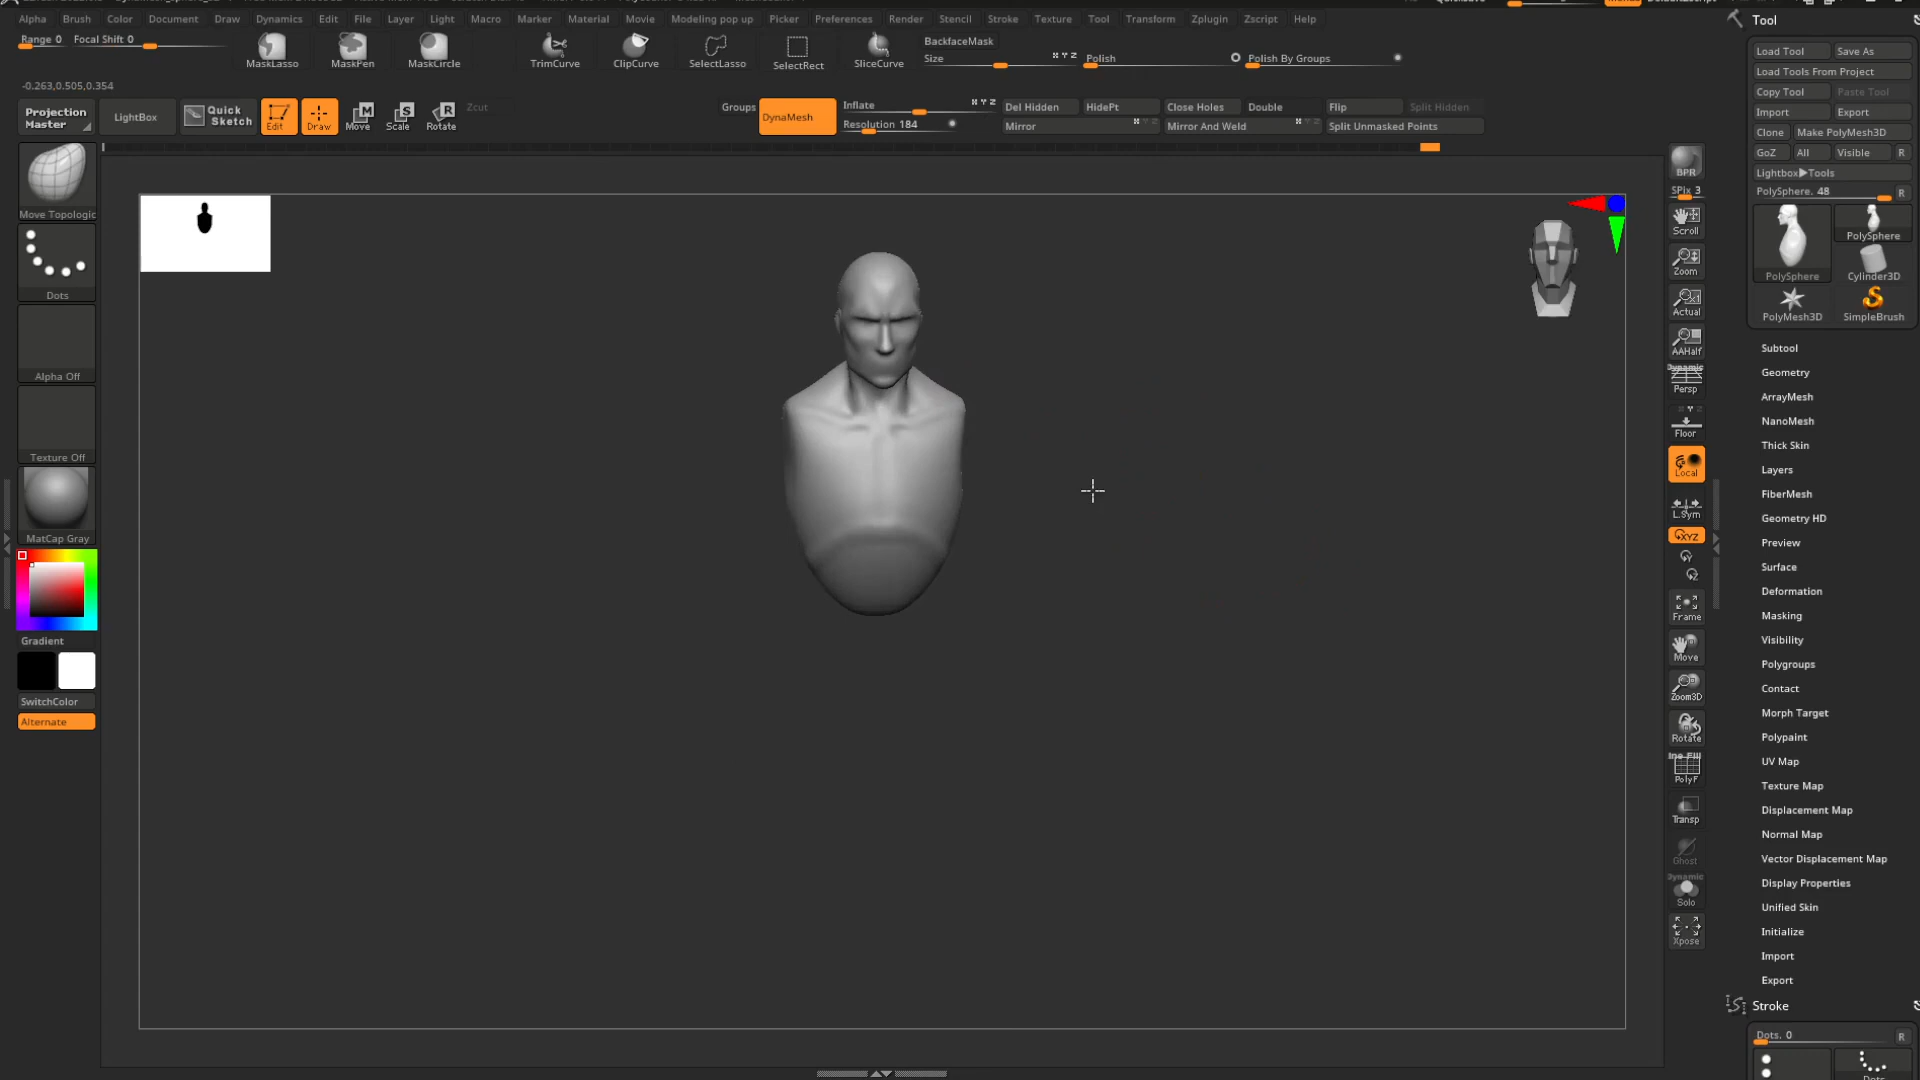 Alpha Brush Color Document Draw Dynamics Edit File Layer Light Macro Marker Material Movie Modeling pop up Picker Preferences Render Stencil Stroke Texture Tool Transform Zplugin Zscript Help
Range 0 Focal Shift 0
MaskLasso MaskPen MaskCircle TrimCurve ClipCurve SelectLasso SelectRect SliceCurve
BackfaceMask
Size Polish Polish By Groups
-0.263,0.505,0.354
Projection Master LightBox Quick Sketch Edit Draw Move Scale Rotate Zcut
Groups DynaMesh Inflate
Resolution 184
Del Hidden HidePt Close Holes Double Flip Split Hidden
Mirror Mirror And Weld Split Unmasked Points
Move Topologic
Dots
Alpha Off
Texture Off
MatCap Gray
Gradient
SwitchColor
Alternate
BPR
SPix 3
Scroll
Zoom
Actual
AAHalf
Dynamic
Persp
Floor
Local
L.Sym
XYZ
Y
Z
Frame
Move
Zoom3D
Rotate
PolyF
Transp
Ghost
Dynamic
Solo
Xpose
Tool
Load Tool Save As
Load Tools From Project
Copy Tool Paste Tool
Import Export
Clone Make PolyMesh3D
GoZ All Visible R
Lightbox▶Tools
PolySphere. 48 R
PolySphere
PolySphere Cylinder3D
PolyMesh3D SimpleBrush
Subtool
Geometry
ArrayMesh
NanoMesh
Thick Skin
Layers
FiberMesh
Geometry HD
Preview
Surface
Deformation
Masking
Visibility
Polygroups
Contact
Morph Target
Polypaint
UV Map
Texture Map
Displacement Map
Normal Map
Vector Displacement Map
Display Properties
Unified Skin
Initialize
Import
Export
Stroke
Dots. 0 R